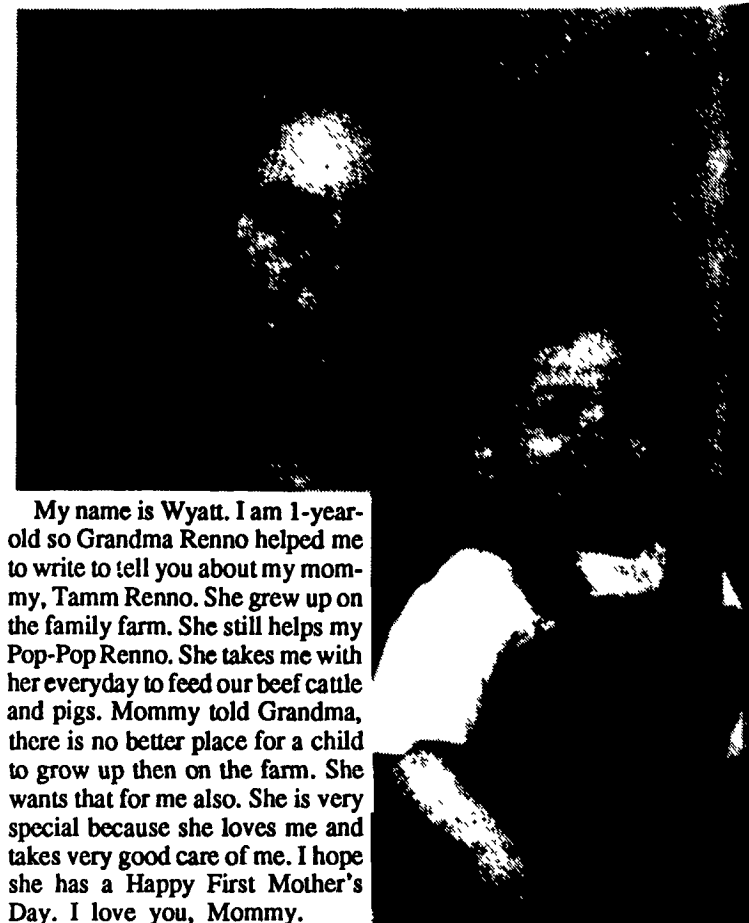 My name is Wyatt. I am 1-year-
old so Grandma Renno helped me
to write to tell you about my mom-
my, Tamm Renno. She grew up on
the family farm. She still helps my
Pop-Pop Renno. She takes me with
her everyday to feed our beef cattle
and pigs. Mommy told Grandma,
there is no better place for a child
to grow up then on the farm. She
wants that for me also. She is very
special because she loves me and
takes very good care of me. I hope
she has a Happy First Mother's
Day. I love you, Mommy.